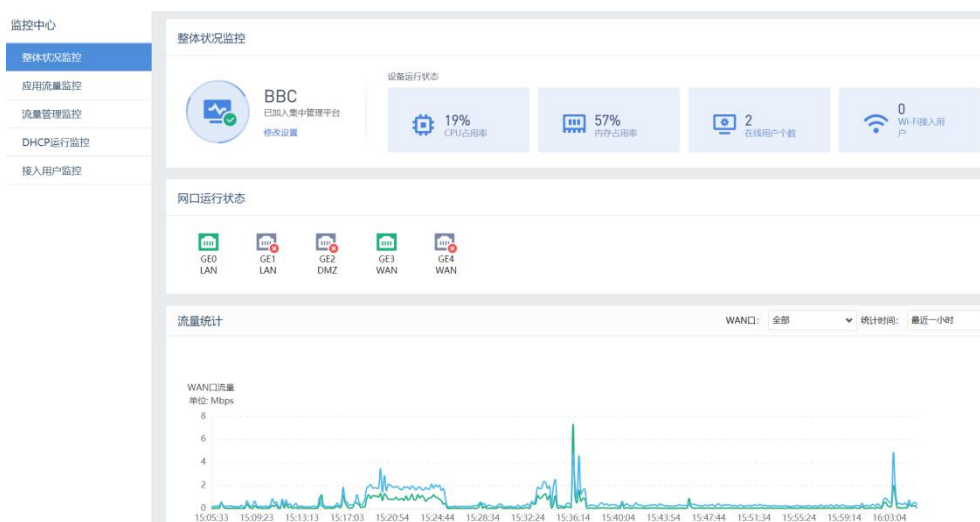 监控中心
整体状况监控
应用流量监控
流量管理监控
DHCP运行监控
接入用户监控
整体状况监控
BBC
已加入集中管理平台
修改设置
设备运行状态
19%
CPU占用率
57%
内存占用率
2
在线用户个数
0
Wi-Fi接入用
户
网口运行状态
GE0 GE1 GE2 GE3 GE4
LAN LAN DMZ WAN WAN
流量统计
WAN口: 全部 统计时间: 最近一小时
WAN口流量
单位: Mbps
8
6
4
2
0
15:05:33 15:09:23 15:13:13 15:17:03 15:20:54 15:24:44 15:28:34 15:32:24 15:36:14 15:40:04 15:43:54 15:47:44 15:51:34 15:55:24 15:59:14 16:03:04